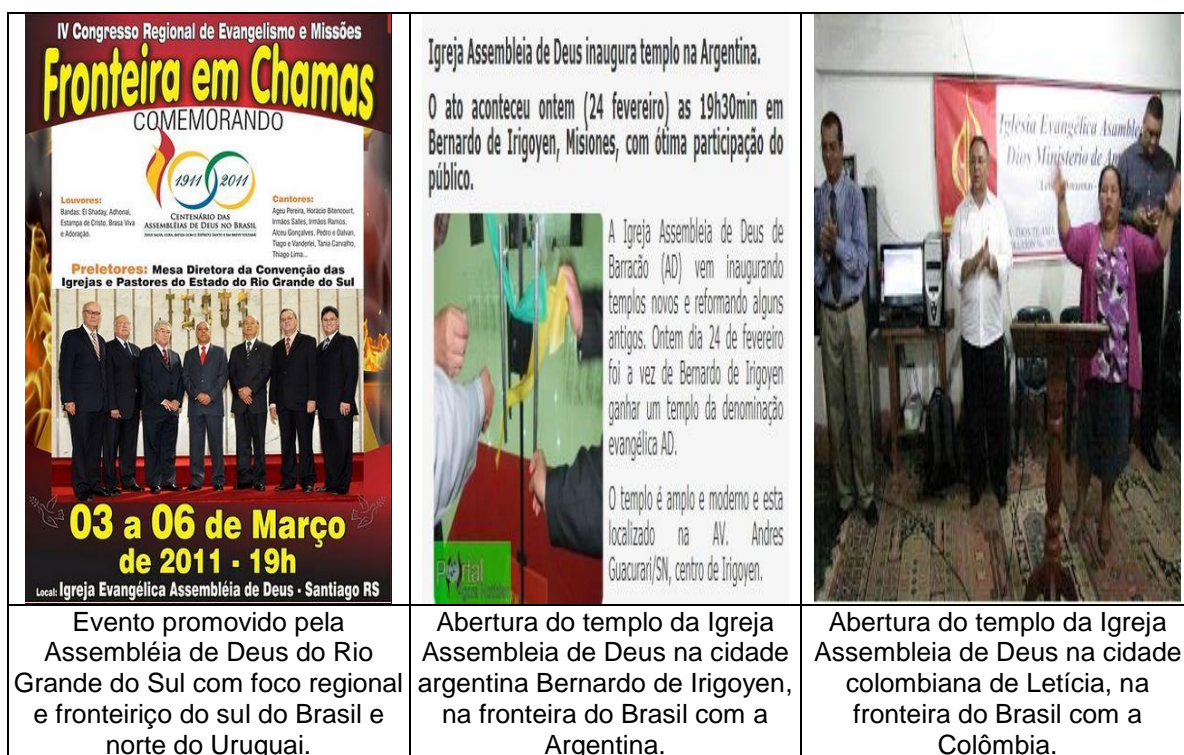 IV Congresso Regional de Evangelismo e Missões
Fronteira em Chamas
COMEMORANDO
1911 2011
CENTENÁRIO DAS
ASSEMBLÉIAS DE DEUS NO BRASIL
Louvores:
Bandas: El Shaday, Adhonai,
Estampa de Cristo, Brasa Viva
e Adoração.
Cantores:
Ageu Pereira, Horácio Bitencourt,
Irmãos Salles, Irmãos Ramos,
Alceu Gonçalves, Pedro e Dalvan,
Tiago e Vanderlei, Tania Carvalho,
Thiago Lima...
Preletores: Mesa Diretora da Convenção das
Igrejas e Pastores do Estado do Rio Grande do Sul
03 a 06 de Março
de 2011 - 19h
Local: Igreja Evangélica Assembléia de Deus - Santiago RS
Evento promovido pela
Assembléia de Deus do Rio
Grande do Sul com foco regional
e fronteiriço do sul do Brasil e
norte do Uruguai.
Igreja Assembleia de Deus inaugura templo na Argentina.
O ato aconteceu ontem (24 fevereiro) as 19h30min em
Bernardo de Irigoyen, Misiones, com ótima participação do
público.
A Igreja Assembleia de Deus de
Barracão (AD) vem inaugurando
templos novos e reformando alguns
antigos. Ontem dia 24 de fevereiro
foi a vez de Bernardo de Irigoyen
ganhar um templo da denominação
evangélica AD.
O templo é amplo e moderno e esta
localizado na AV. Andres
Guacurari/SN, centro de Irigoyen.
Portal
Abertura do templo da Igreja
Assembleia de Deus na cidade
argentina Bernardo de Irigoyen,
na fronteira do Brasil com a
Argentina.
Iglesia Evangélica Asamble
Dios Ministerio de
Abertura do templo da Igreja
Assembleia de Deus na cidade
colombiana de Letícia, na
fronteira do Brasil com a
Colômbia.